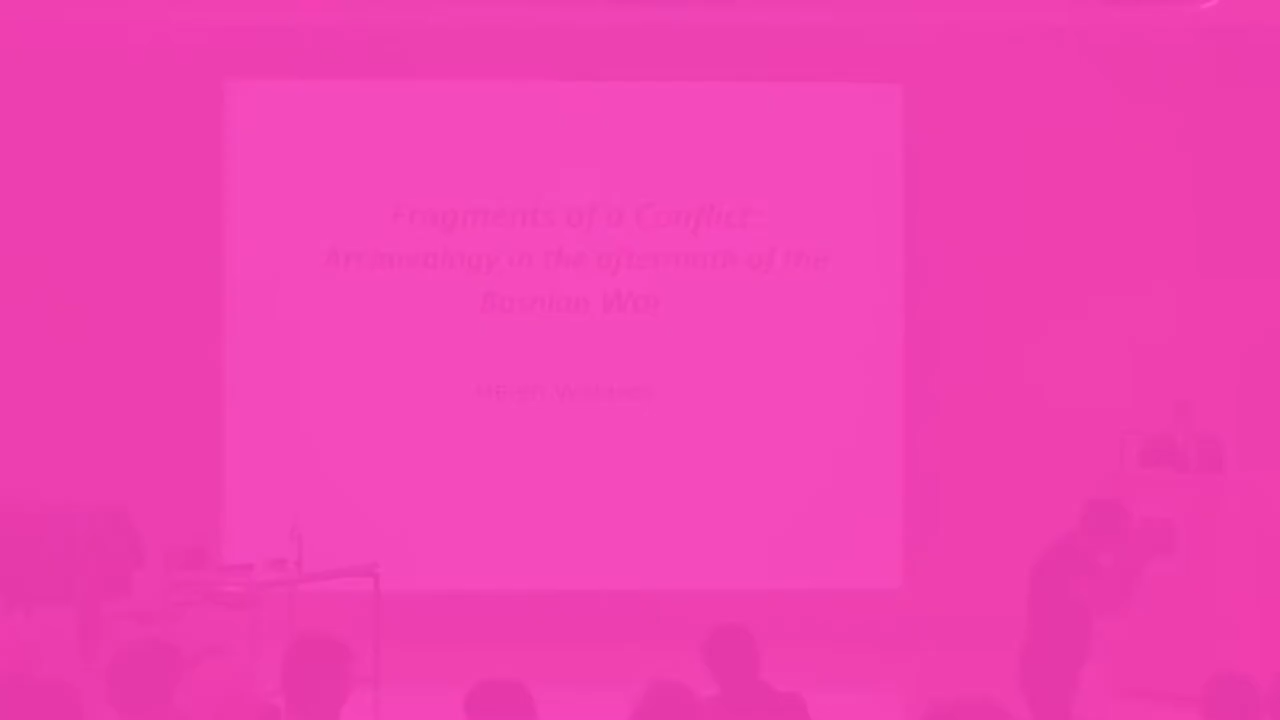 Fragments of a Conflict:
Archaeology in the aftermath of the
Bosnian War